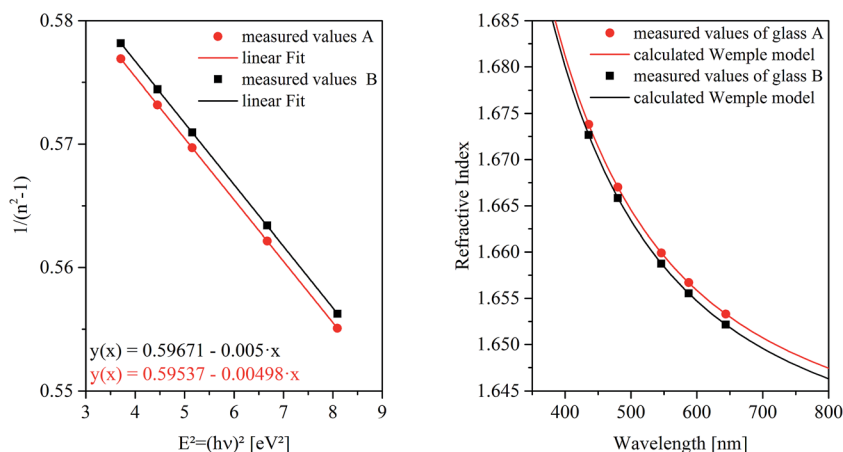 0.58
0.57
0.56
0.55
3 4 5 6 7 8 9
1/(n²-1)
E²=(hν)² [eV²]
measured values A
linear Fit
measured values  B
linear Fit
y(x) = 0.59671 - 0.005·x
y(x) = 0.59537 - 0.00498·x
1.685
1.680
1.675
1.670
1.665
1.660
1.655
1.650
1.645
400 500 600 700 800
Refractive Index
Wavelength [nm]
measured values of glass A
calculated Wemple model
measured values of glass B
calculated Wemple model